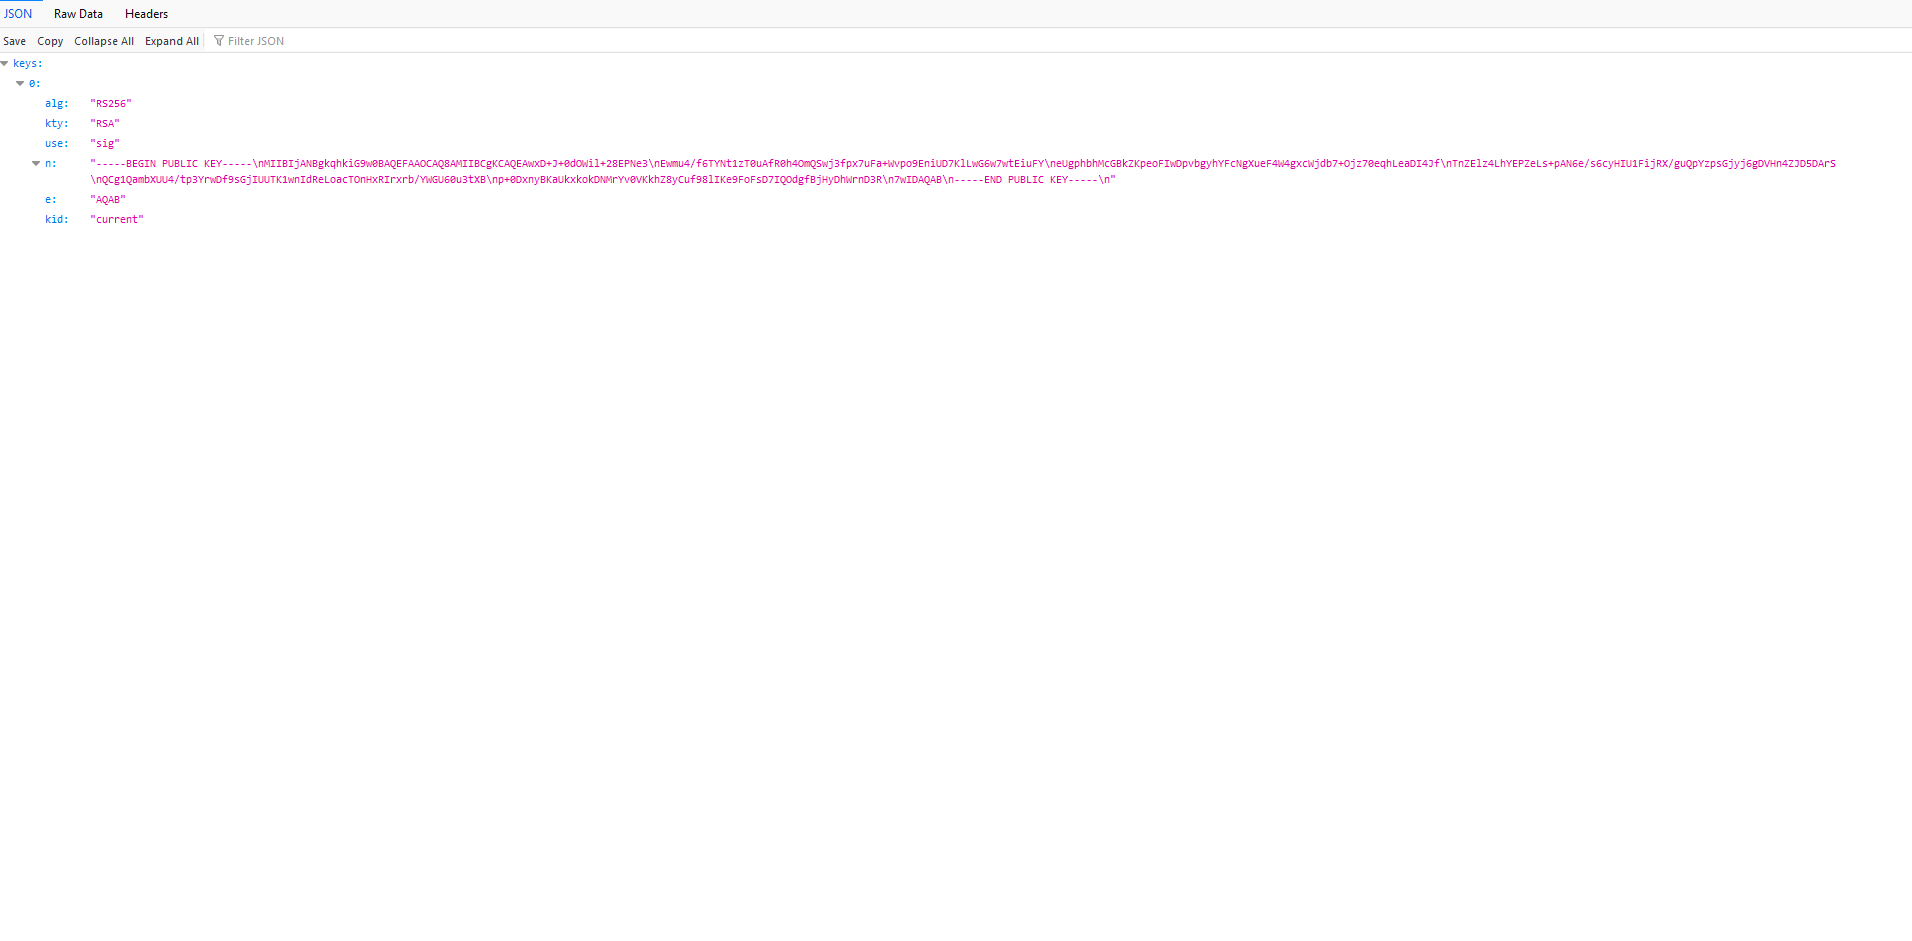 JSON Raw Data Headers
Save Copy Collapse All Expand All Filter JSON
keys:
0:
alg: "RS256"
kty: "RSA"
use: "sig"
n: "-----BEGIN PUBLIC KEY-----\nMIIBIjANBgkqhkiG9w0BAQEFAAOCAQ8AMIIBCgKCAQEAwxD+J+0dOWil+28EPNe3\nEwmu4/f6TYNt1zT0uAfR0h4OmQSwj3fpx7uFa+Wvpo9EniUD7KlLwG6w7wtEiuFY\neUgphbhMcGBkZKpeoFIwDpvbgyhYFcNgXueF4W4gxcWjdb7+Ojz70eqhLeaDI4Jf\nTnZElz4LhYEPZeLs+pAN6e/s6cyHIU1FijRX/guQpYzpsGjyj6gDVHn4ZJD5DArS
\nQCg1QambXUU4/tp3YrwDf9sGjIUUTK1wnIdReLoacTOnHxRIrxrb/YWGU60u3tXB\np+0DxnyBKaUkxkokDNMrYv0VKkhZ8yCuf98lIKe9FoFsD7IQOdgfBjHyDhWrnD3R\n7wIDAQAB\n-----END PUBLIC KEY-----\n"
e: "AQAB"
kid: "current"